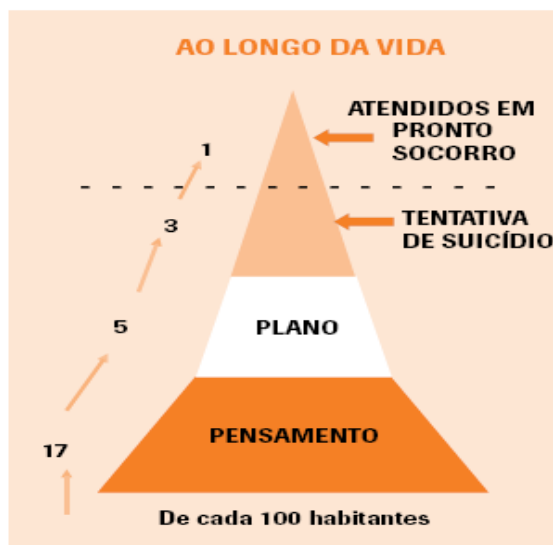 AO LONGO DA VIDA
ATENDIDOS EM
PRONTO
SOCORRO
1
3
TENTATIVA
DE SUICÍDIO
5
PLANO
17
PENSAMENTO
De cada 100 habitantes